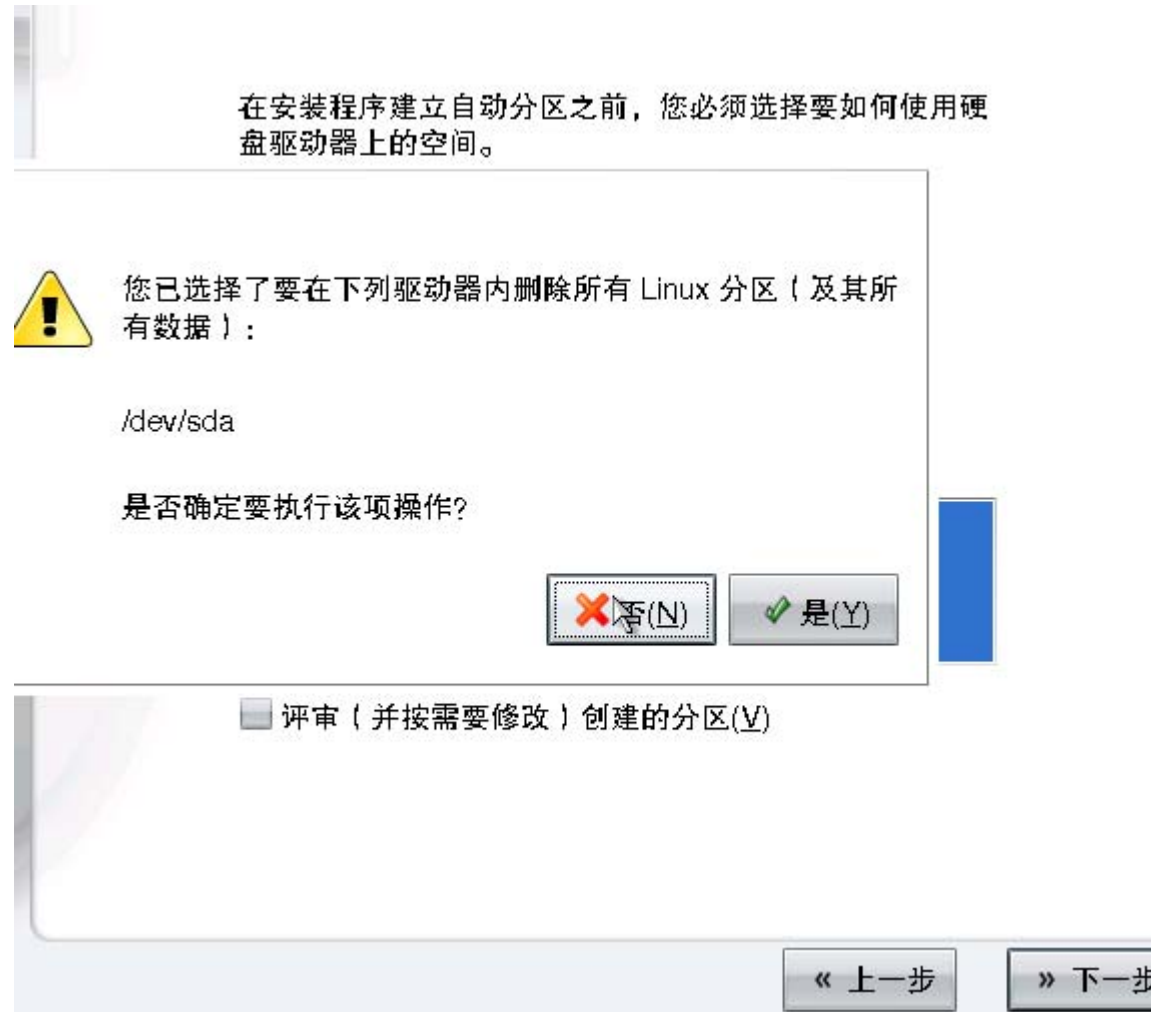 在安装程序建立自动分区之前，您必须选择要如何使用硬
盘驱动器上的空间。
您已选择了要在下列驱动器内删除所有 Linux 分区（及其所
有数据）：
/dev/sda
是否确定要执行该项操作?
否(N)
是(Y)
评审（并按需要修改）创建的分区(V)
« 上一步
» 下一步